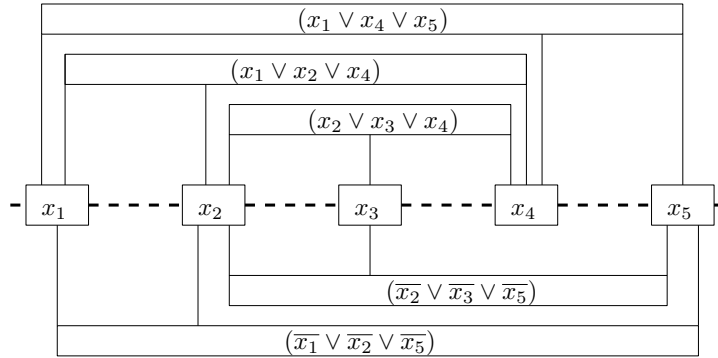 (x₁ ∨ x₄ ∨ x₅)
(x₁ ∨ x₂ ∨ x₄)
(x₂ ∨ x₃ ∨ x₄)
x₁ x₂ x₃ x₄ x₅
(x̅₂ ∨ x̅₃ ∨ x̅₅)
(x̅₁ ∨ x̅₂ ∨ x̅₅)